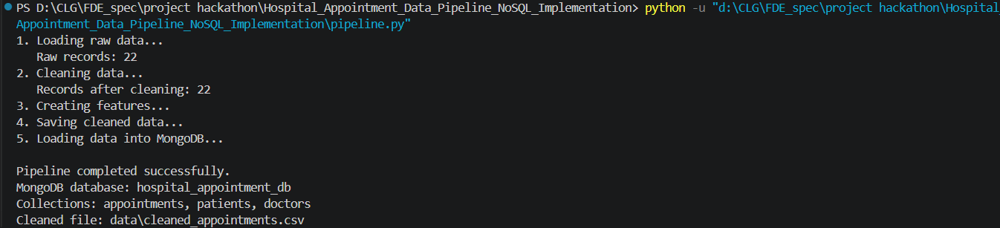 PS D:\CLG\FDE_spec\project hackathon\Hospital_Appointment_Data_Pipeline_NoSQL_Implementation> python -u "d:\CLG\FDE_spec\project hackathon\Hospital_
Appointment_Data_Pipeline_NoSQL_Implementation\pipeline.py"
1. Loading raw data...
   Raw records: 22
2. Cleaning data...
   Records after cleaning: 22
3. Creating features...
4. Saving cleaned data...
5. Loading data into MongoDB...

Pipeline completed successfully.
MongoDB database: hospital_appointment_db
Collections: appointments, patients, doctors
Cleaned file: data\cleaned_appointments.csv